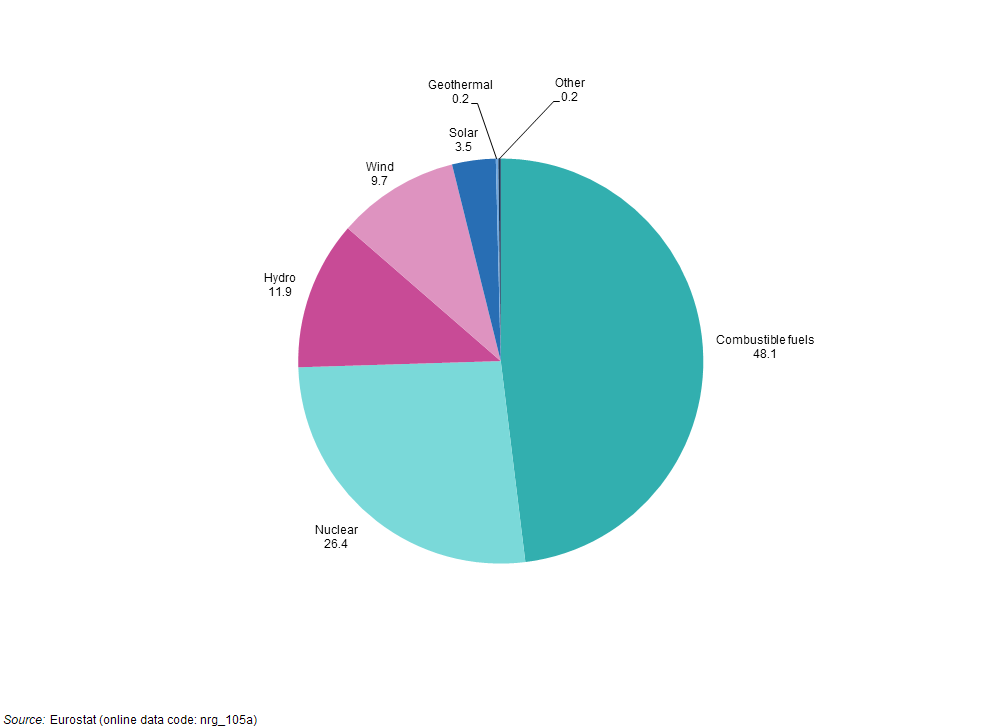 Geothermal
0.2
Other
0.2
Solar
3.5
Wind
9.7
Hydro
11.9
Combustible fuels
48.1
Nuclear
26.4
Source: Eurostat (online data code: nrg_105a)